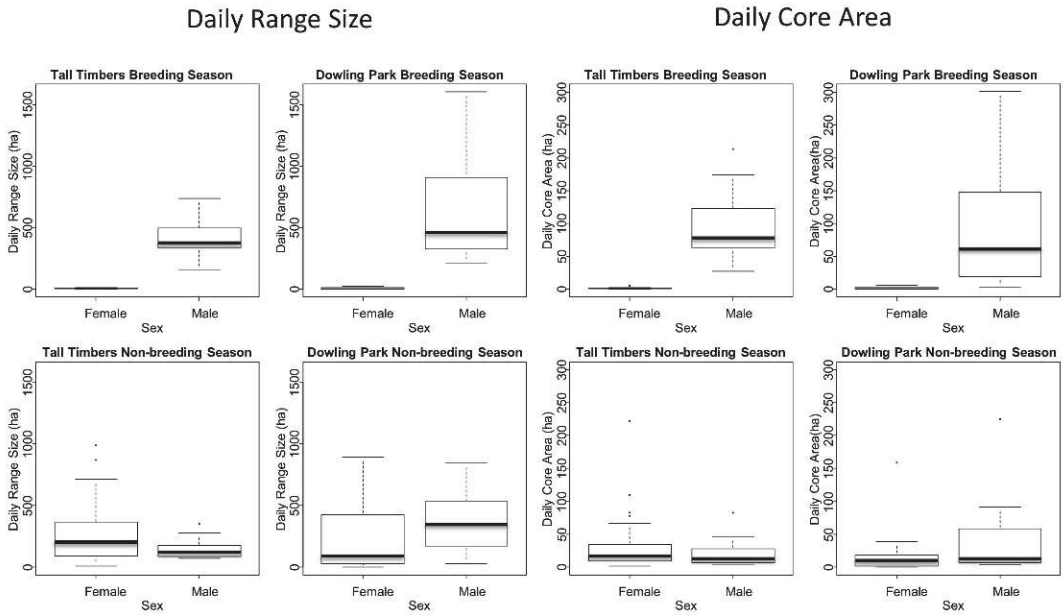 Daily Range Size
Daily Core Area
Tall Timbers Breeding Season
Daily Range Size (ha)
1500
1000
500
0
Female
Male
Sex
Dowling Park Breeding Season
Daily Range Size (ha)
1500
1000
500
0
Female
Male
Sex
Tall Timbers Breeding Season
Daily Core Area(ha)
300
250
200
150
100
50
0
Female
Male
Sex
Dowling Park Breeding Season
Daily Core Area(ha)
300
250
200
150
100
50
0
Female
Male
Sex
Tall Timbers Non-breeding Season
Daily Range Size (ha)
1500
1000
500
0
Female
Male
Sex
Dowling Park Non-breeding Season
Daily Range Size (ha)
1500
1000
500
0
Female
Male
Sex
Tall Timbers Non-breeding Season
Daily Core Area(ha)
300
250
200
150
100
50
0
Female
Male
Sex
Dowling Park Non-breeding Season
Daily Core Area(ha)
300
250
200
150
100
50
0
Female
Male
Sex